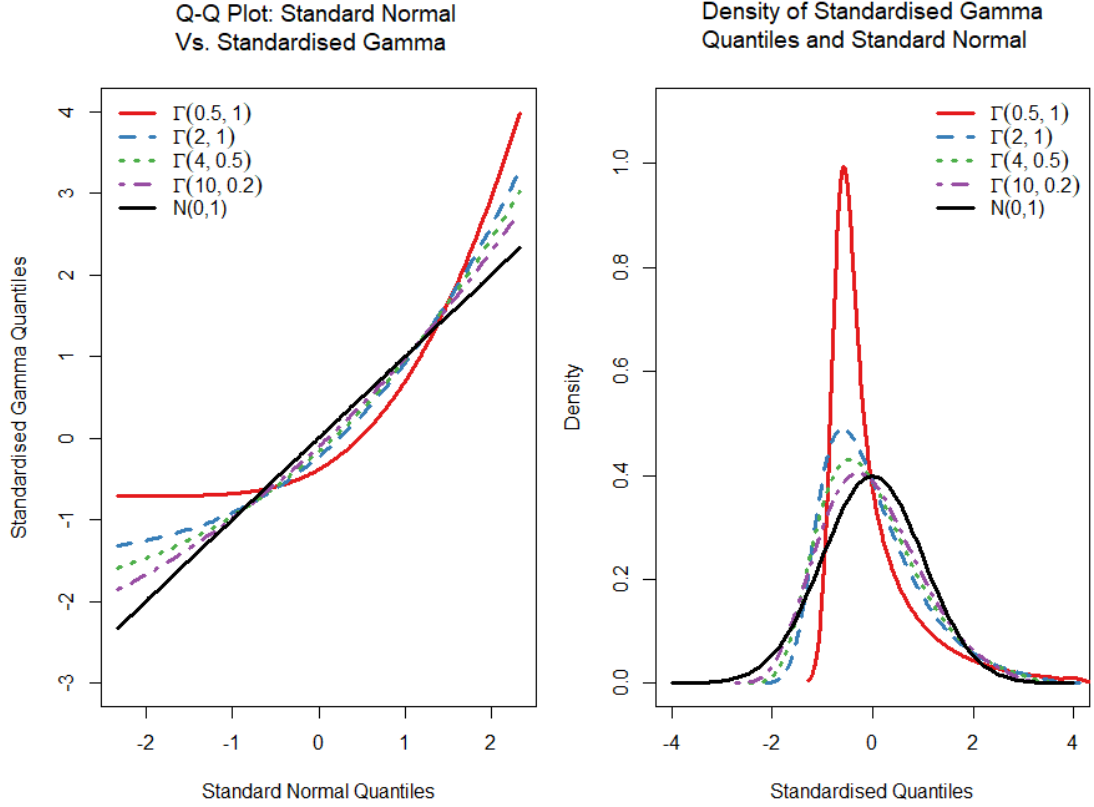 Q-Q Plot: Standard Normal
Vs. Standardised Gamma
Γ(0.5, 1)
Γ(2, 1)
Γ(4, 0.5)
Γ(10, 0.2)
N(0,1)
4
3
2
1
0
-1
-2
-3
Standardised Gamma Quantiles
-2 -1 0 1 2
Standard Normal Quantiles
Density of Standardised Gamma
Quantiles and Standard Normal
Γ(0.5, 1)
Γ(2, 1)
Γ(4, 0.5)
Γ(10, 0.2)
N(0,1)
1.0
0.8
0.6
0.4
0.2
0.0
Density
-4 -2 0 2 4
Standardised Quantiles